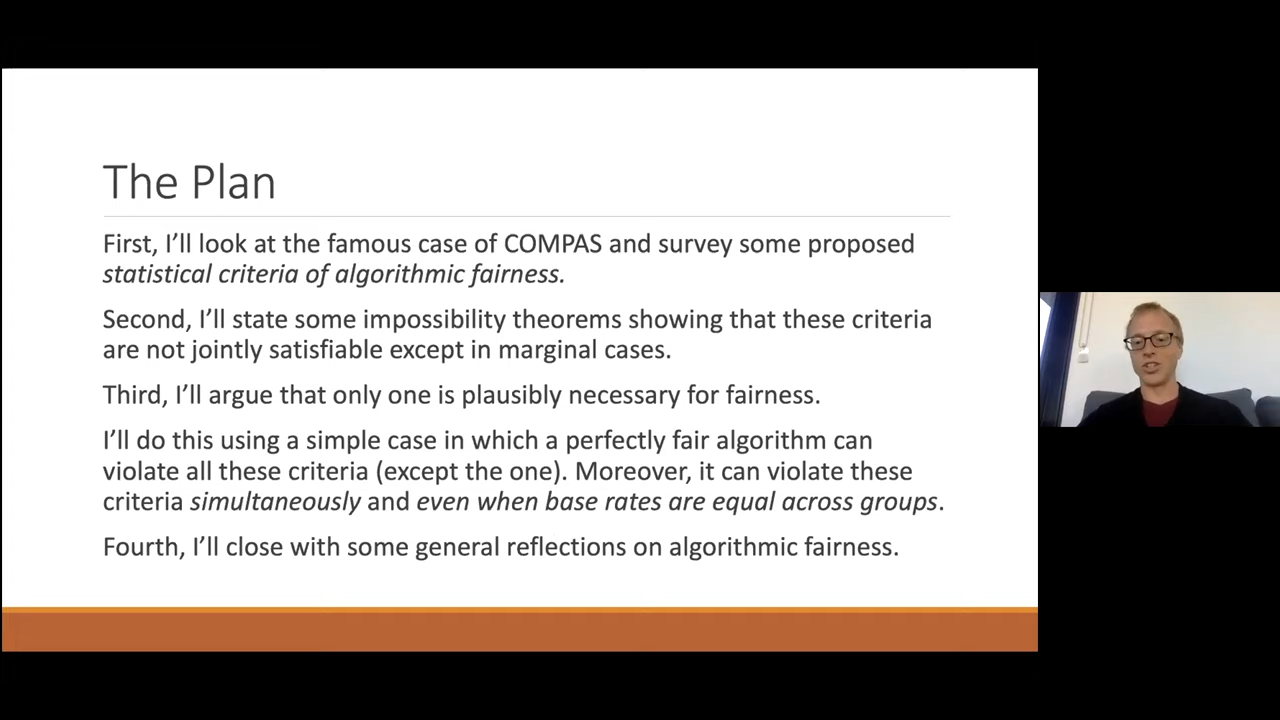 The Plan
First, I’ll look at the famous case of COMPAS and survey some proposed
statistical criteria of algorithmic fairness.
Second, I’ll state some impossibility theorems showing that these criteria
are not jointly satisfiable except in marginal cases.
Third, I’ll argue that only one is plausibly necessary for fairness.
I’ll do this using a simple case in which a perfectly fair algorithm can
violate all these criteria (except the one). Moreover, it can violate these
criteria simultaneously and even when base rates are equal across groups.
Fourth, I’ll close with some general reflections on algorithmic fairness.